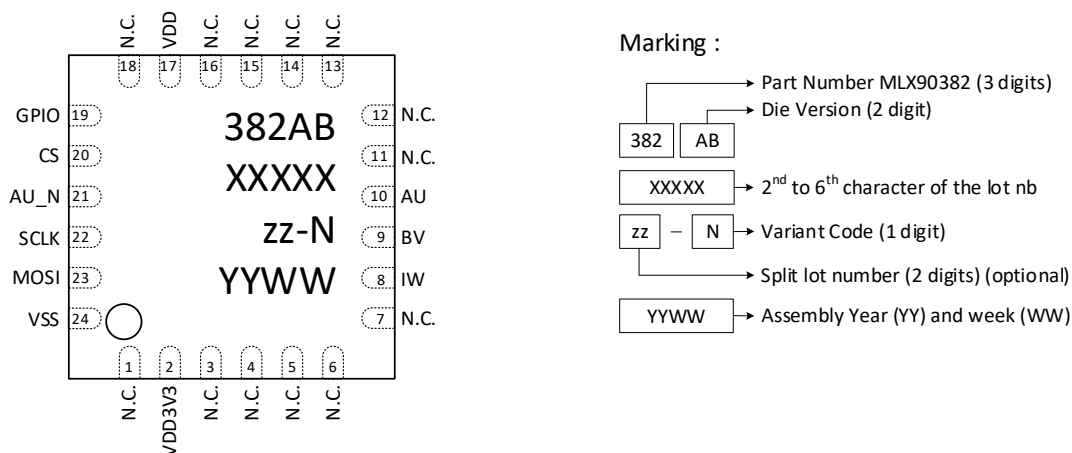 N.C. VDD N.C. N.C. N.C. N.C.
18 17 16 15 14 13
GPIO 19
CS 20
AU_N 21
SCLK 22
MOSI 23
VSS 24
382AB
XXXXX
zz-N
YYWW
12 N.C.
11 N.C.
10 AU
9 BV
8 IW
7 N.C.
1 2 3 4 5 6
N.C. VDD3V3 N.C. N.C. N.C. N.C.
Marking :
Part Number MLX90382 (3 digits)
Die Version (2 digit)
382 AB
XXXXX 2nd to 6th character of the lot nb
zz – N Variant Code (1 digit)
Split lot number (2 digits) (optional)
YYWW Assembly Year (YY) and week (WW)